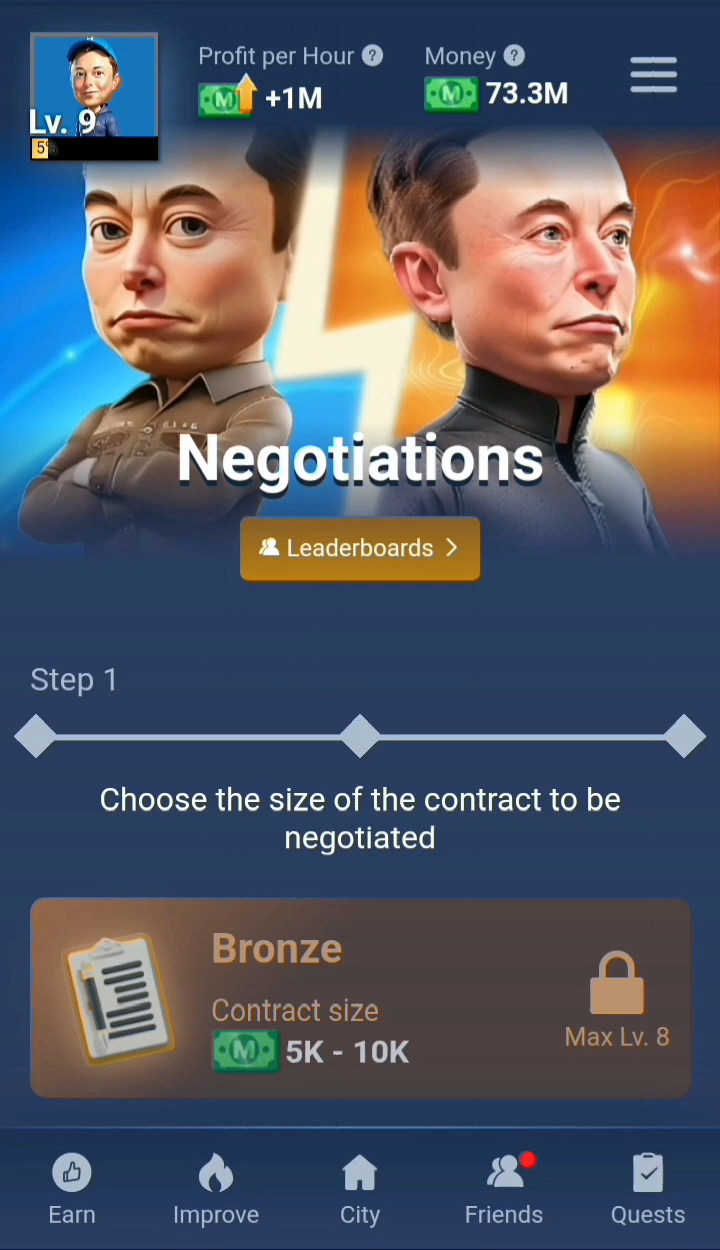 Profit per Hour ?
Money ?
+1M
73.3M
Lv. 9
5%
Negotiations
Leaderboards
Step 1
Choose the size of the contract to be
negotiated
Bronze
Contract size
M 5K - 10K
Max Lv. 8
Earn
Improve
City
Friends
Quests